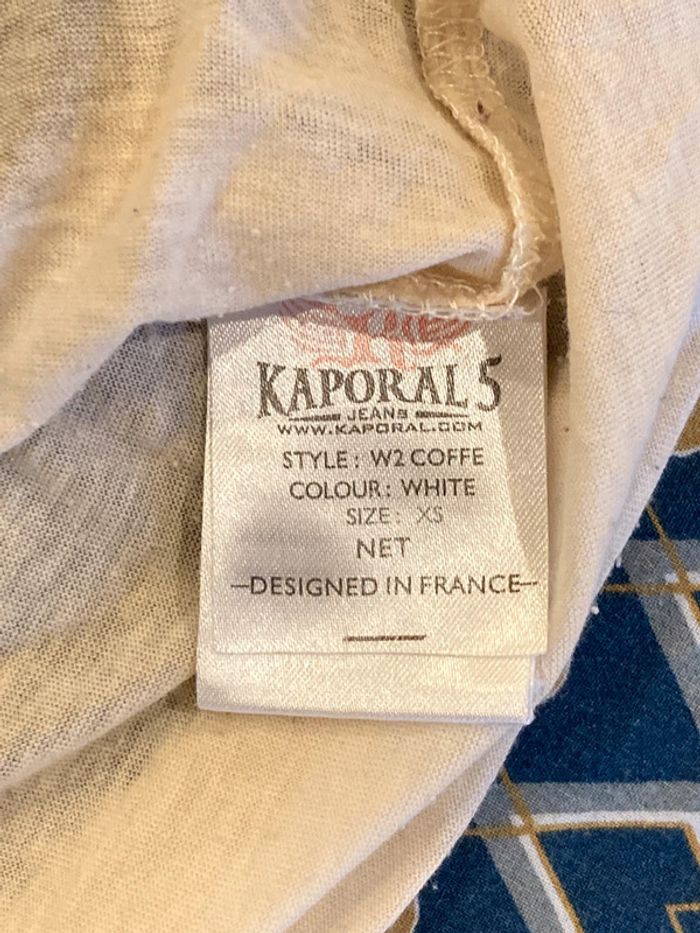 KAPORAL 5
JEANS
WWW.KAPORAL.COM
STYLE: W2 COFFE
COLOUR: WHITE
SIZE: XS
NET
—DESIGNED IN FRANCE—